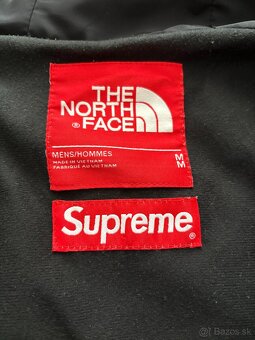 THE
NORTH
FACE
MENS/HOMMES M
MADE IN VIETNAM M
FABRIQUÉ AU VIETNAM
Supreme
®
Bazos.sk